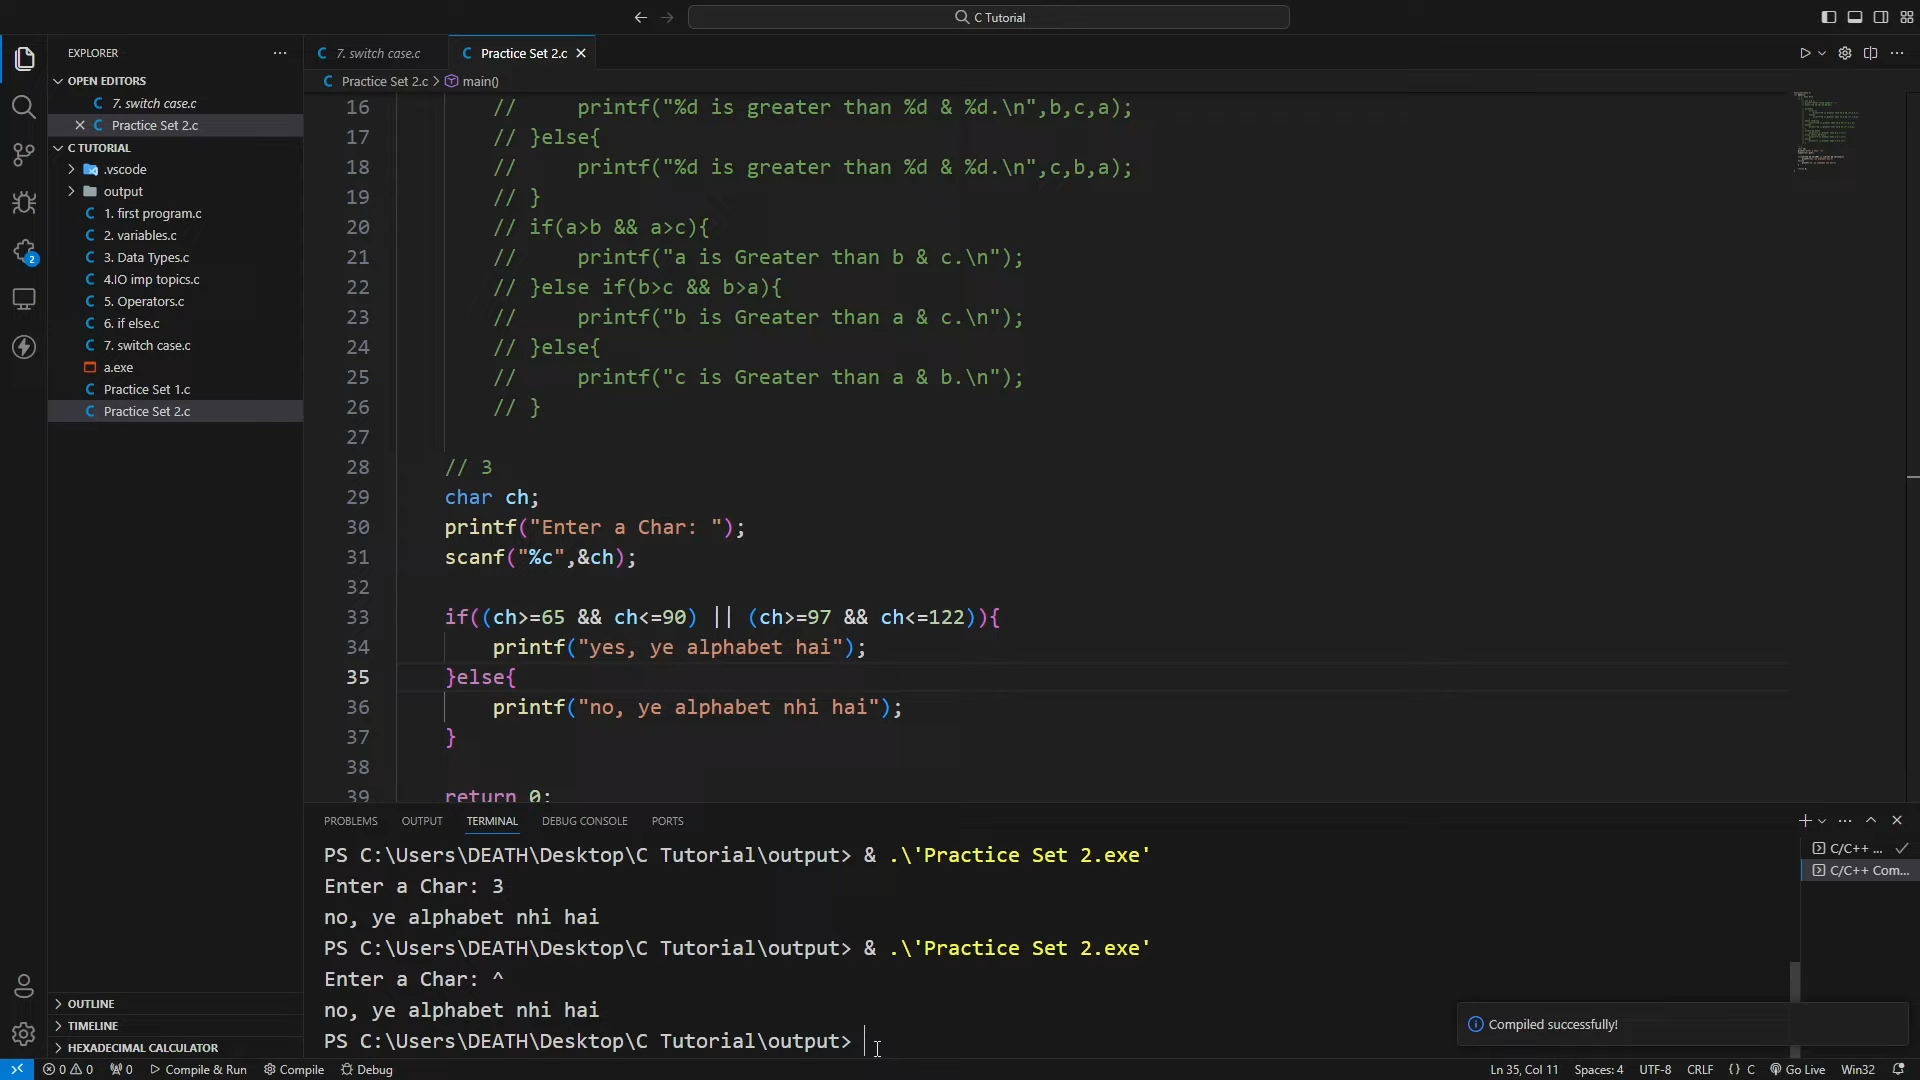 C Tutorial
EXPLORER
OPEN EDITORS
7. switch case.c
Practice Set 2.c
C TUTORIAL
.vscode
output
1. first program.c
2. variables.c
3. Data Types.c
4.IO imp topics.c
5. Operators.c
6. if else.c
7. switch case.c
a.exe
Practice Set 1.c
Practice Set 2.c
OUTLINE
TIMELINE
HEXADECIMAL CALCULATOR
2
C 7. switch case.c
C Practice Set 2.c
C Practice Set 2.c > main()
16 //     printf("%d is greater than %d & %d.\n",b,c,a);
17 // }else{
18 //     printf("%d is greater than %d & %d.\n",c,b,a);
19 // }
20 // if(a>b && a>c){
21 //     printf("a is Greater than b & c.\n");
22 // }else if(b>c && b>a){
23 //     printf("b is Greater than a & c.\n");
24 // }else{
25 //     printf("c is Greater than a & b.\n");
26 // }
27
28 // 3
29 char ch;
30 printf("Enter a Char: ");
31 scanf("%c",&ch);
32
33 if((ch>=65 && ch<=90) || (ch>=97 && ch<=122)){
34     printf("yes, ye alphabet hai");
35 }else{
36     printf("no, ye alphabet nhi hai");
37 }
38
39 return 0;
PROBLEMS OUTPUT TERMINAL DEBUG CONSOLE PORTS
PS C:\Users\DEATH\Desktop\C Tutorial\output> & .\'Practice Set 2.exe'
Enter a Char: 3
no, ye alphabet nhi hai
PS C:\Users\DEATH\Desktop\C Tutorial\output> & .\'Practice Set 2.exe'
Enter a Char: ^
no, ye alphabet nhi hai
PS C:\Users\DEATH\Desktop\C Tutorial\output>
C/C++ ...
C/C++ Com...
Compiled successfully!
0 0 0 Compile & Run Compile Debug Ln 35, Col 11 Spaces: 4 UTF-8 CRLF {} C Go Live Win32